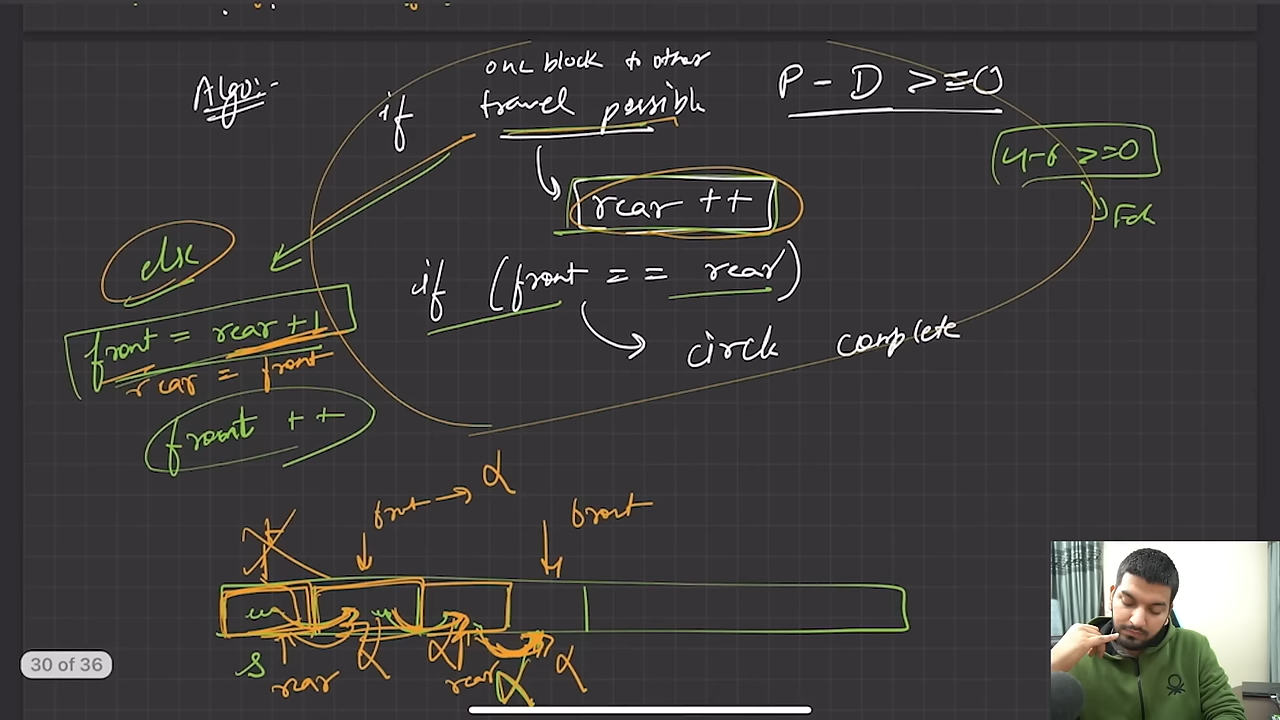 Algo:-
if one block to other
travel possible
P - D >= 0
4-6 >= 0
rear ++
else
if (front == rear)
front = rear + 1
circle complete
rear = front
front ++
front
front
S
rear
rear
30 of 36